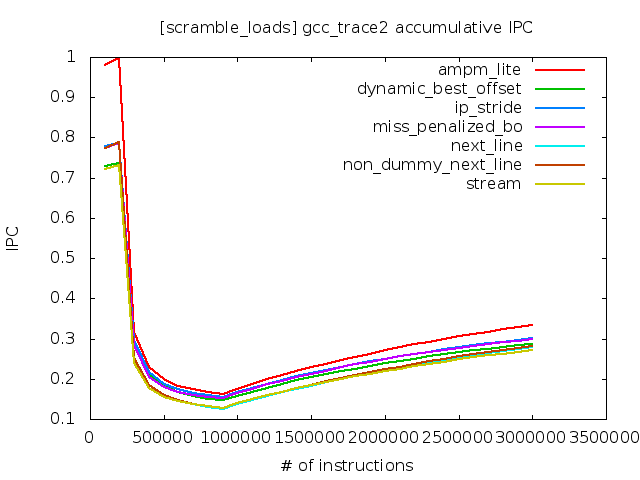 [scramble_loads] gcc_trace2 accumulative IPC
1
ampm_lite
dynamic_best_offset
0.9
ip_stride
miss_penalized_bo
next_line
0.8
non_dummy_next_line
stream
0.7
0.6
IPC
0.5
0.4
0.3
0.2
0.1
0 500000 1000000 1500000 2000000 2500000 3000000 3500000
# of instructions